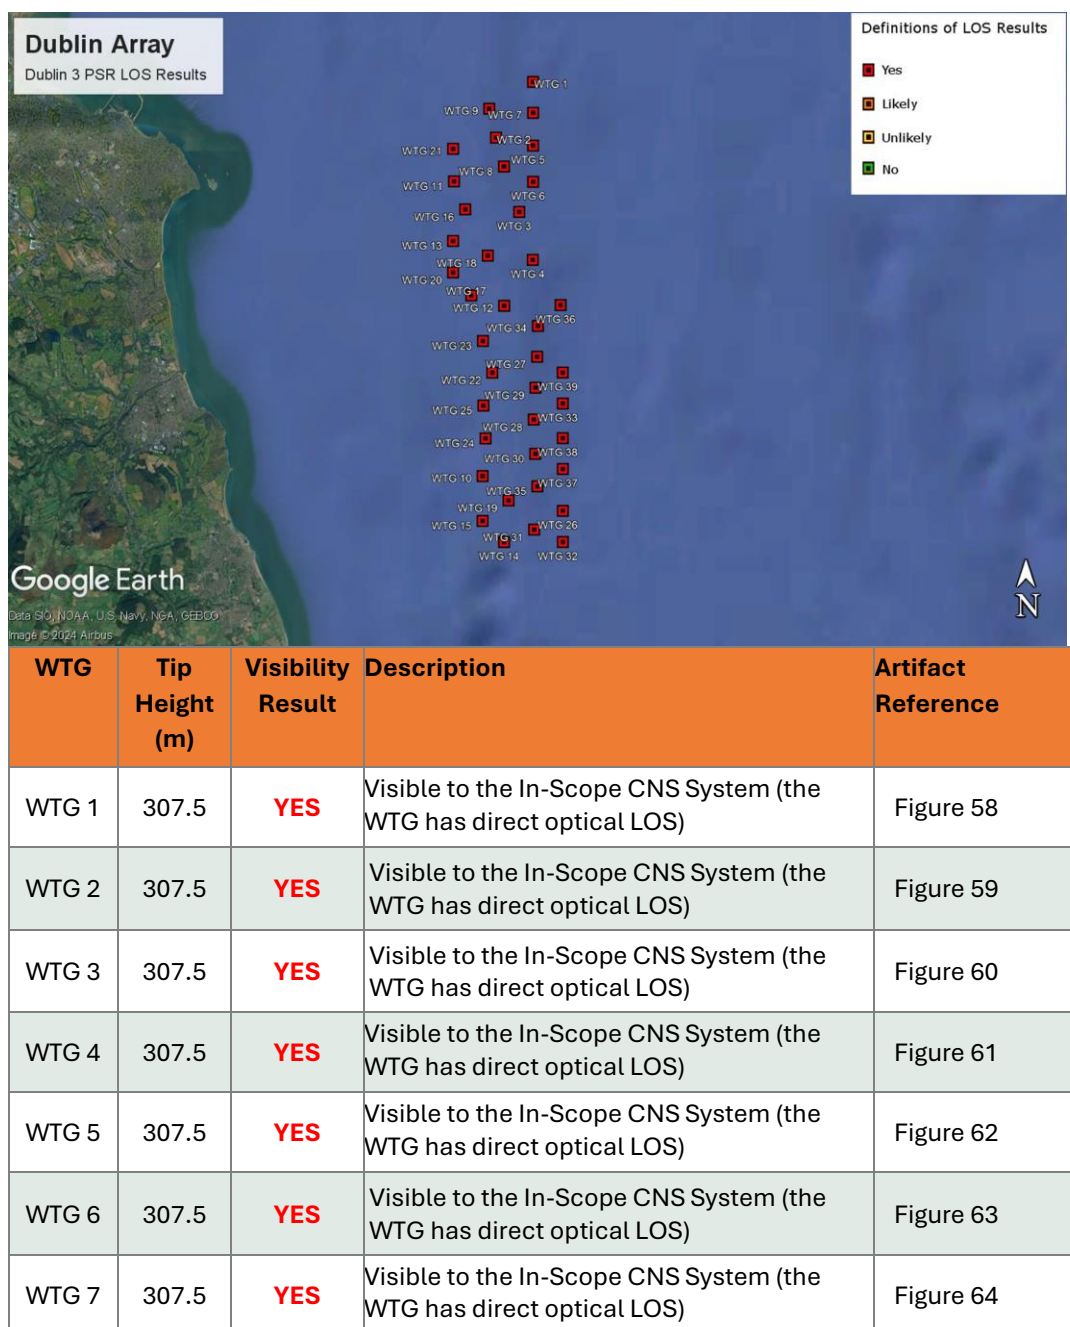 Dublin Array
Dublin 3 PSR LOS Results
Definitions of LOS Results
Yes
Likely
Unlikely
No
WTG 1
WTG 9
WTG 7
WTG 2
WTG 21
WTG 5
WTG 8
WTG 11
WTG 6
WTG 16
WTG 3
WTG 13
WTG 18
WTG 4
WTG 20
WTG 17
WTG 12
WTG 36
WTG 34
WTG 23
WTG 27
WTG 22
WTG 39
WTG 29
WTG 25
WTG 33
WTG 28
WTG 24
WTG 38
WTG 30
WTG 10
WTG 37
WTG 35
WTG 19
WTG 15
WTG 26
WTG 31
WTG 14
WTG 32
Google Earth
Data SIO, NOAA, U.S. Navy, NGA, GEBCO
Image © 2024 Airbus
N
WTG Tip Height (m) Visibility Result Description Artifact Reference
WTG 1 307.5 YES Visible to the In-Scope CNS System (the
WTG has direct optical LOS) Figure 58
WTG 2 307.5 YES Visible to the In-Scope CNS System (the
WTG has direct optical LOS) Figure 59
WTG 3 307.5 YES Visible to the In-Scope CNS System (the
WTG has direct optical LOS) Figure 60
WTG 4 307.5 YES Visible to the In-Scope CNS System (the
WTG has direct optical LOS) Figure 61
WTG 5 307.5 YES Visible to the In-Scope CNS System (the
WTG has direct optical LOS) Figure 62
WTG 6 307.5 YES Visible to the In-Scope CNS System (the
WTG has direct optical LOS) Figure 63
WTG 7 307.5 YES Visible to the In-Scope CNS System (the
WTG has direct optical LOS) Figure 64